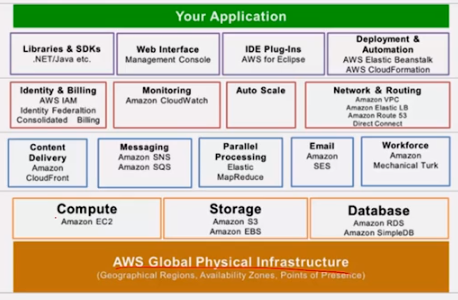 Your Application
Libraries & SDKs
.NET/Java etc.
Web Interface
Management Console
IDE Plug-Ins
AWS for Eclipse
Deployment &
Automation
AWS Elastic Beanstalk
AWS CloudFormation
Identity & Billing
AWS IAM
Identity Federaltion
Consolidated Billing
Monitoring
Amazon CloudWatch
Auto Scale
Network & Routing
Amazon VPC
Amazon Elastic LB
Amazon Route 53
Direct Connect
Content
Delivery
Amazon
CloudFront
Messaging
Amazon SNS
Amazon SQS
Parallel
Processing
Elastic
MapReduce
Email
Amazon
SES
Workforce
Amazon
Mechanical Turk
Compute
Amazon EC2
Storage
Amazon S3
Amazon EBS
Database
Amazon RDS
Amazon SimpleDB
AWS Global Physical Infrastructure
(Geographical Regions, Availability Zones, Points of Presence)